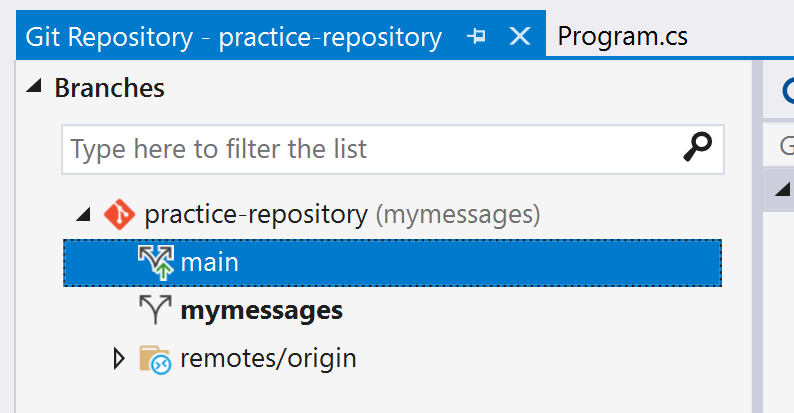 Git Repository - practice-repository
Program.cs
Branches
Type here to filter the list
G
practice-repository (mymessages)
main
mymessages
remotes/origin